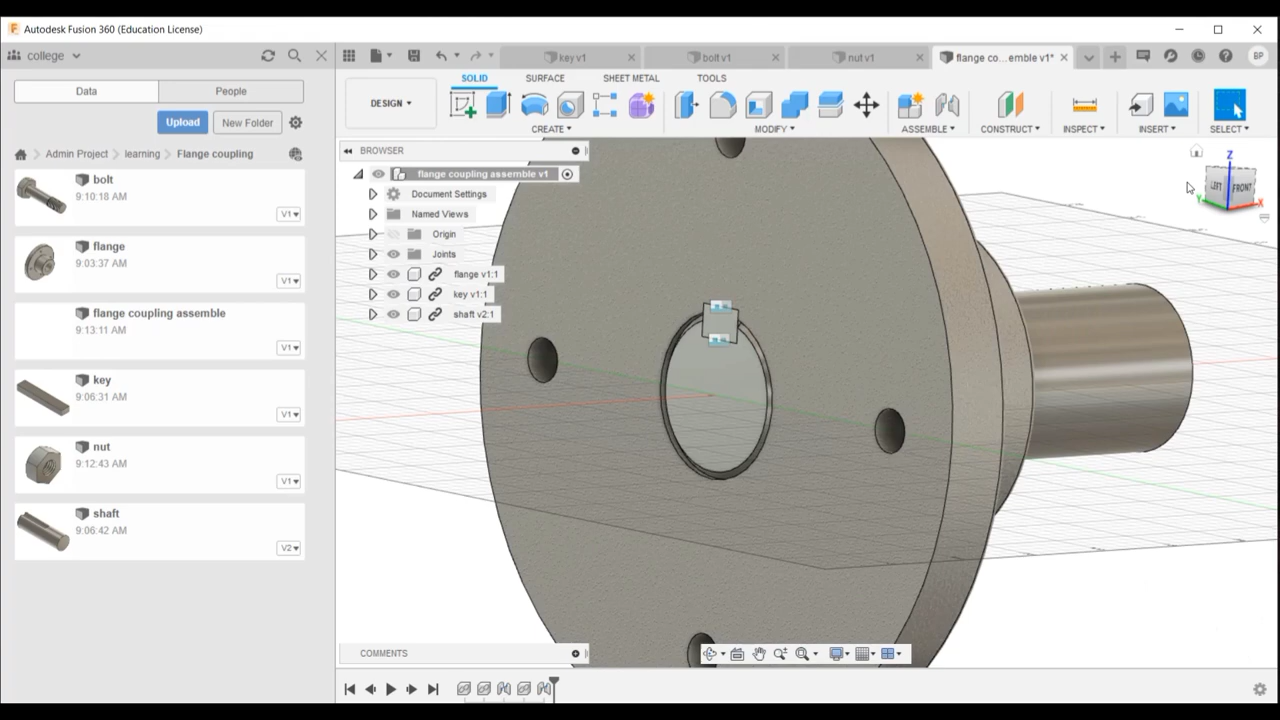 Autodesk Fusion 360 (Education License)
college
key v1
bolt v1
nut v1
flange co...emble v1*
BP
Data
People
Upload
New Folder
Admin Project
learning
Flange coupling
bolt
9:10:18 AM
V1
flange
9:03:37 AM
V1
flange coupling assemble
9:13:11 AM
V1
key
9:06:31 AM
V1
nut
9:12:43 AM
V1
shaft
9:06:42 AM
V2
SOLID
SURFACE
SHEET METAL
TOOLS
DESIGN
CREATE
MODIFY
ASSEMBLE
CONSTRUCT
INSPECT
INSERT
SELECT
BROWSER
flange coupling assemble v1
Document Settings
Named Views
Origin
Joints
flange v1:1
key v1:1
shaft v2:1
Z
LEFT
FRONT
Y
X
COMMENTS